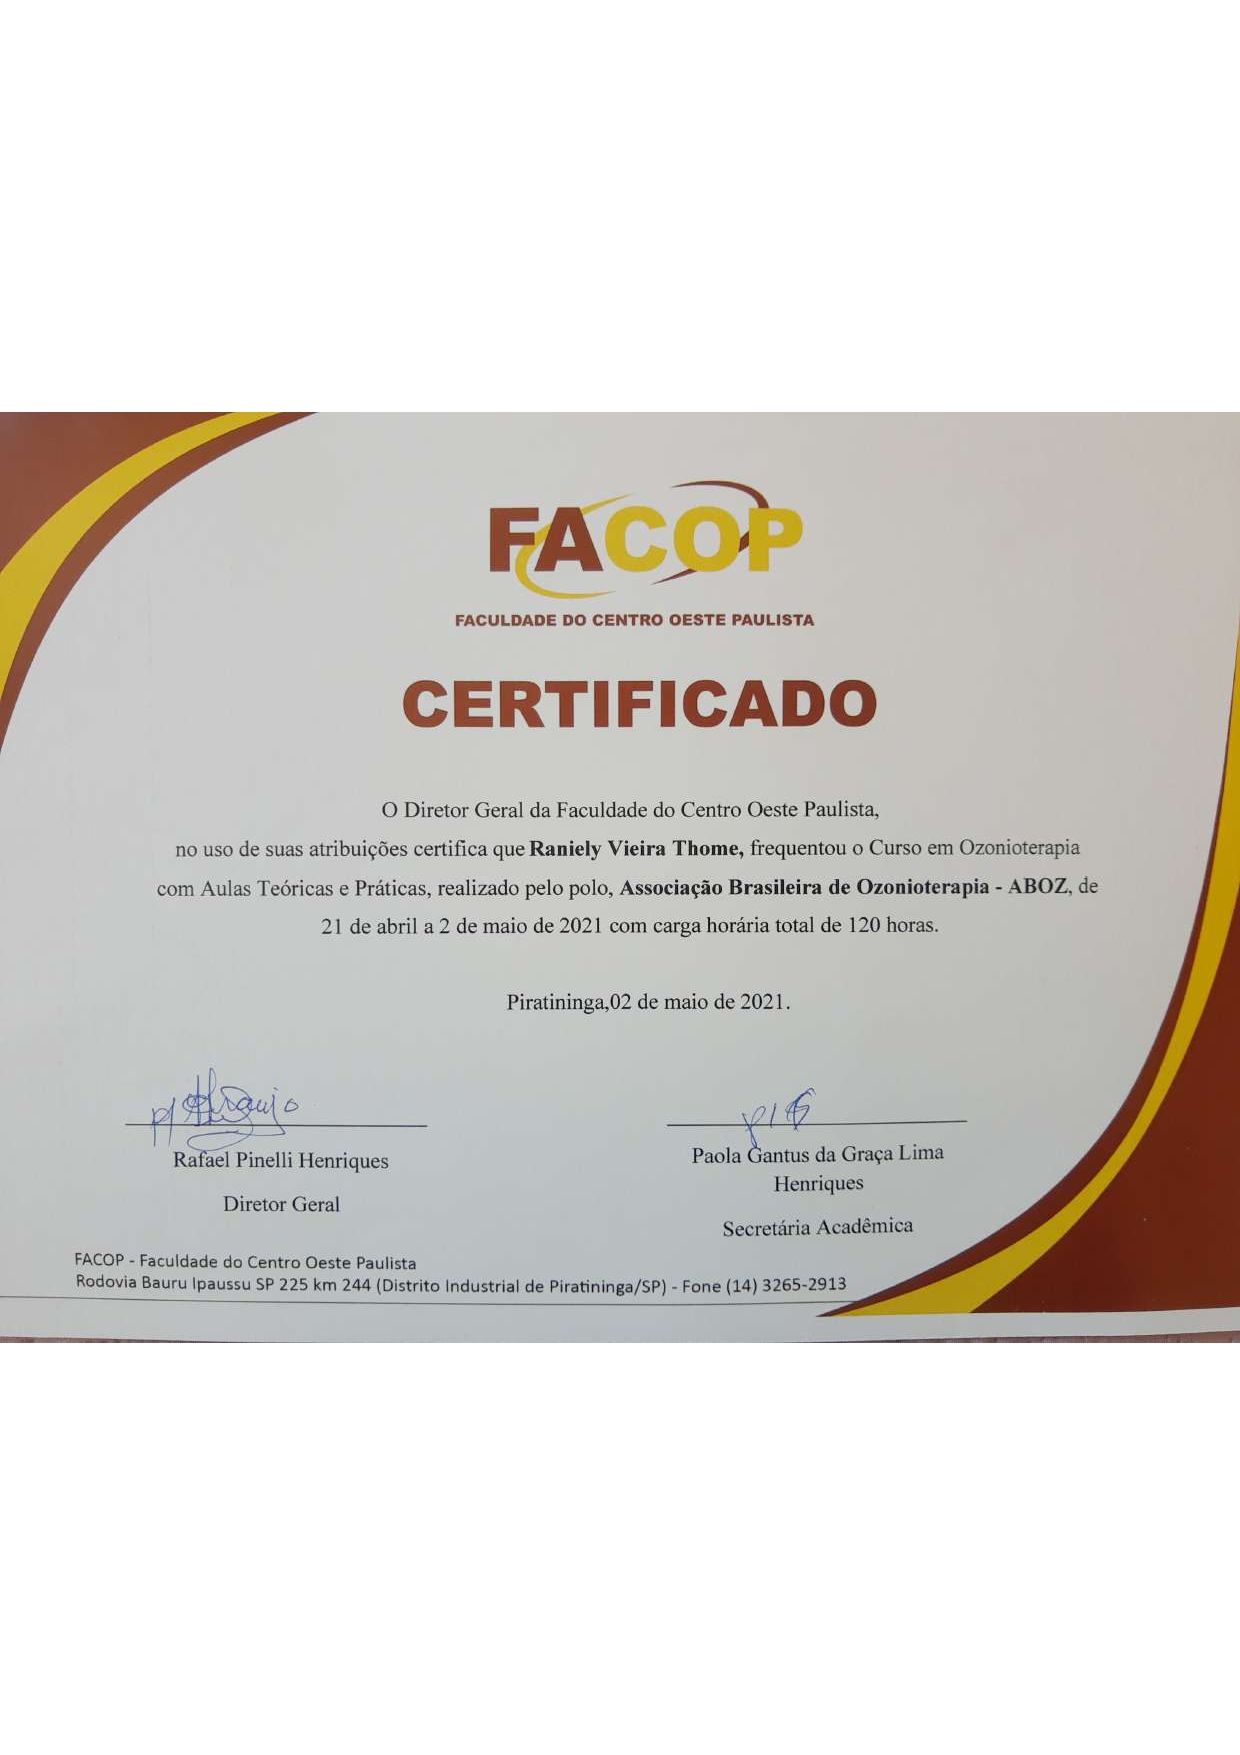 FACOP
FACULDADE DO CENTRO OESTE PAULISTA
CERTIFICADO
O Diretor Geral da Faculdade do Centro Oeste Paulista,
no uso de suas atribuições certifica que Raniely Vieira Thome, frequentou o Curso em Ozonioterapia
com Aulas Teóricas e Práticas, realizado pelo polo, Associação Brasileira de Ozonioterapia - ABOZ, de
21 de abril a 2 de maio de 2021 com carga horária total de 120 horas.
Piratininga,02 de maio de 2021.
Rafael Pinelli Henriques
Diretor Geral
Paola Gantus da Graça Lima
Henriques
Secretária Acadêmica
FACOP - Faculdade do Centro Oeste Paulista
Rodovia Bauru Ipaussu SP 225 km 244 (Distrito Industrial de Piratininga/SP) - Fone (14) 3265-2913